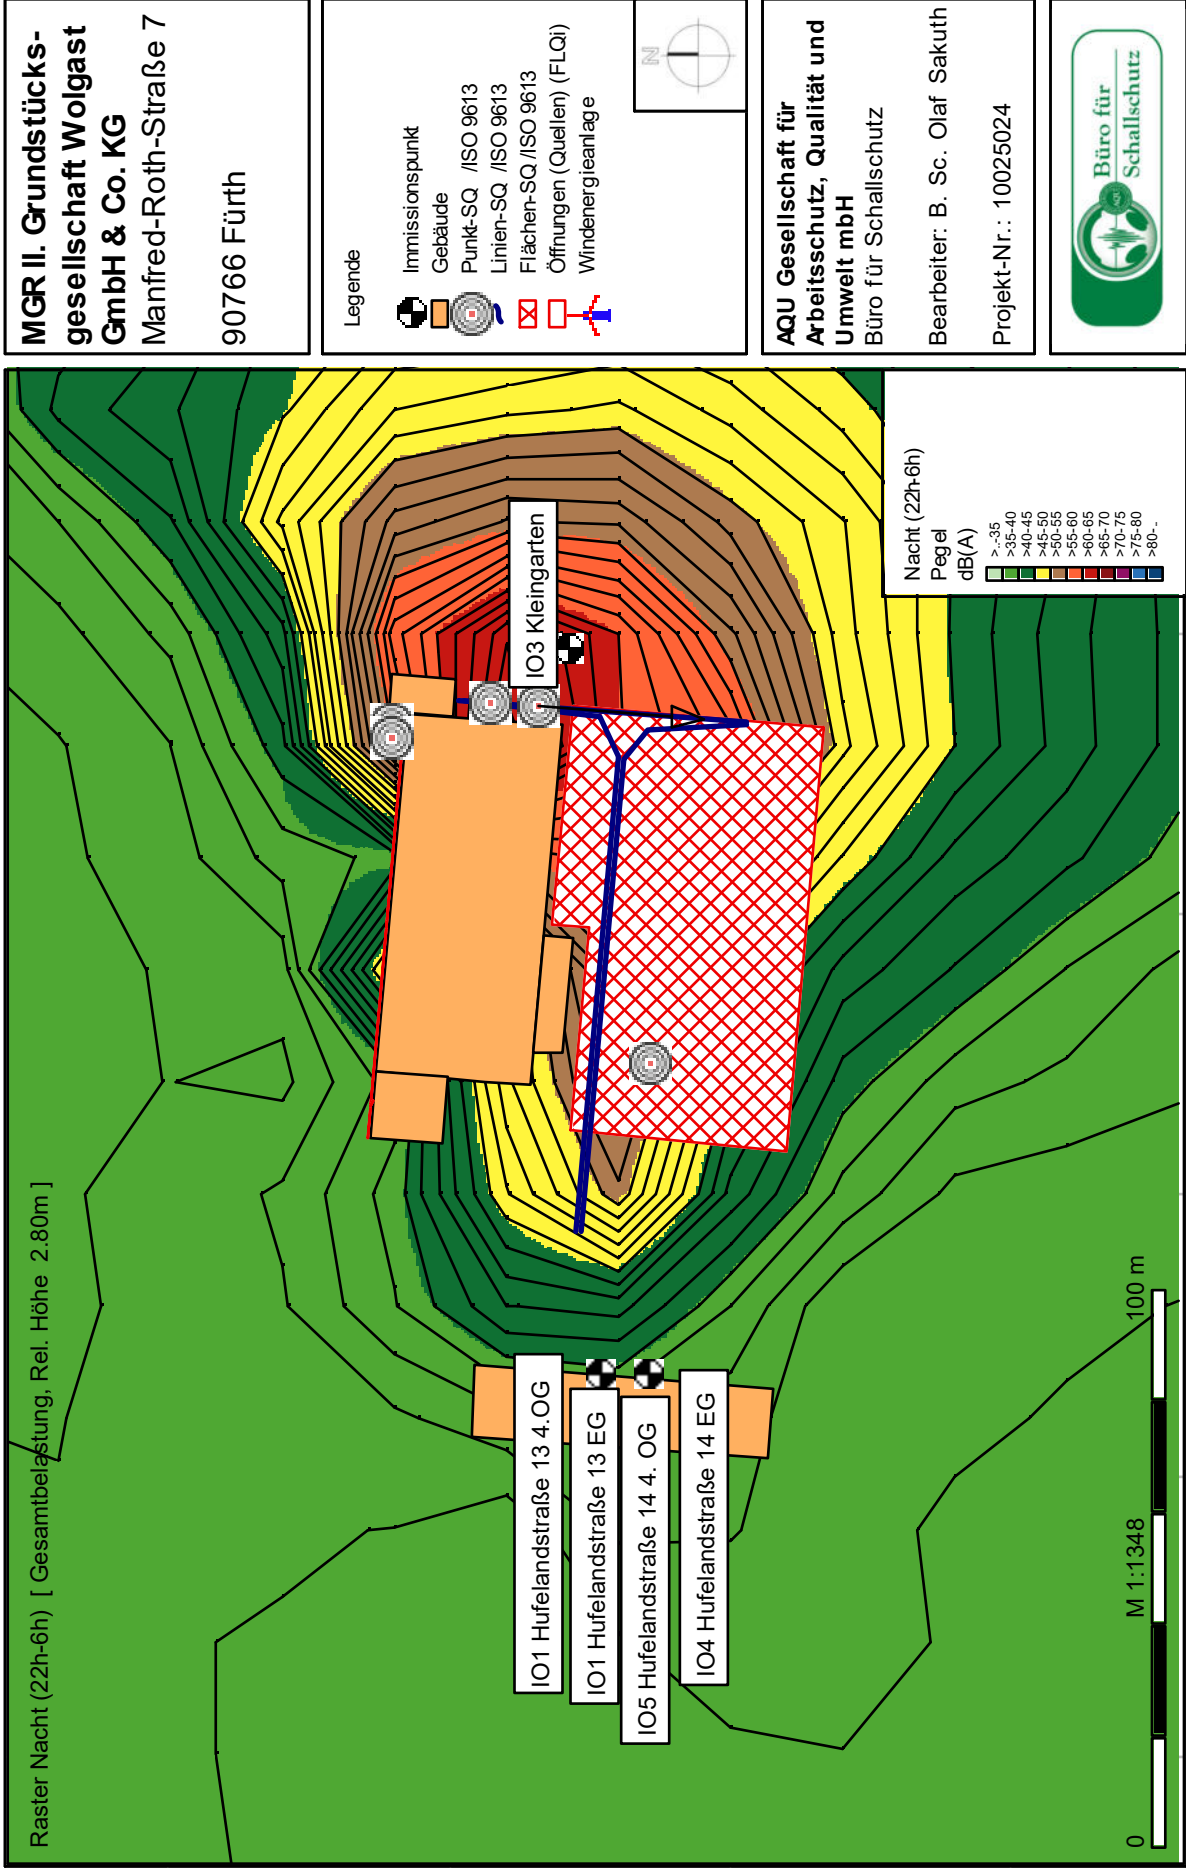 Raster Nacht (22h-6h) [ Gesamtbelastung, Rel. Höhe 2.80m ]
IO1 Hufelandstraße 13 4.OG
IO1 Hufelandstraße 13 EG
IO5 Hufelandstraße 14 4. OG
IO4 Hufelandstraße 14 EG
IO3 Kleingarten
0
M 1:1348
100 m
Nacht (22h-6h)
Pegel
dB(A)
>..-35
>35-40
>40-45
>45-50
>50-55
>55-60
>60-65
>65-70
>70-75
>75-80
>80-..
MGR II. Grundstücks-
gesellschaft Wolgast
GmbH & Co. KG
Manfred-Roth-Straße 7
90766 Fürth
Legende
Immissionspunkt
Gebäude
Punkt-SQ /ISO 9613
Linien-SQ /ISO 9613
Flächen-SQ /ISO 9613
Öffnungen (Quellen) (FLQi)
Windenergieanlage
N
AQU Gesellschaft für
Arbeitsschutz, Qualität und
Umwelt mbH
Büro für Schallschutz
Bearbeiter: B. Sc. Olaf Sakuth
Projekt-Nr.: 10025024
Büro für
Schallschutz